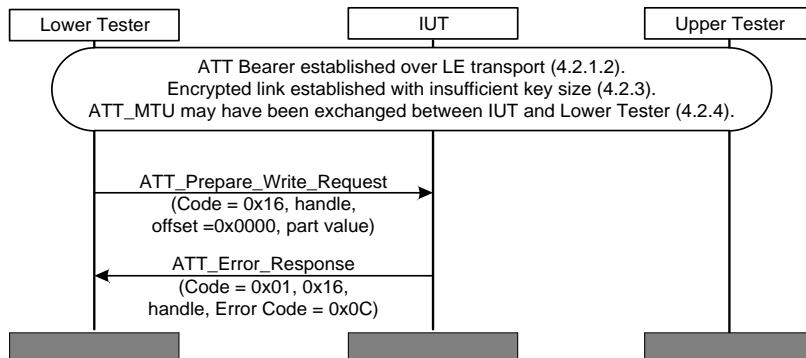 Lower Tester
IUT
Upper Tester
ATT Bearer established over LE transport (4.2.1.2).
Encrypted link established with insufficient key size (4.2.3).
ATT_MTU may have been exchanged between IUT and Lower Tester (4.2.4).
ATT_Prepare_Write_Request
(Code = 0x16, handle,
offset =0x0000, part value)
ATT_Error_Response
(Code = 0x01, 0x16,
handle, Error Code = 0x0C)